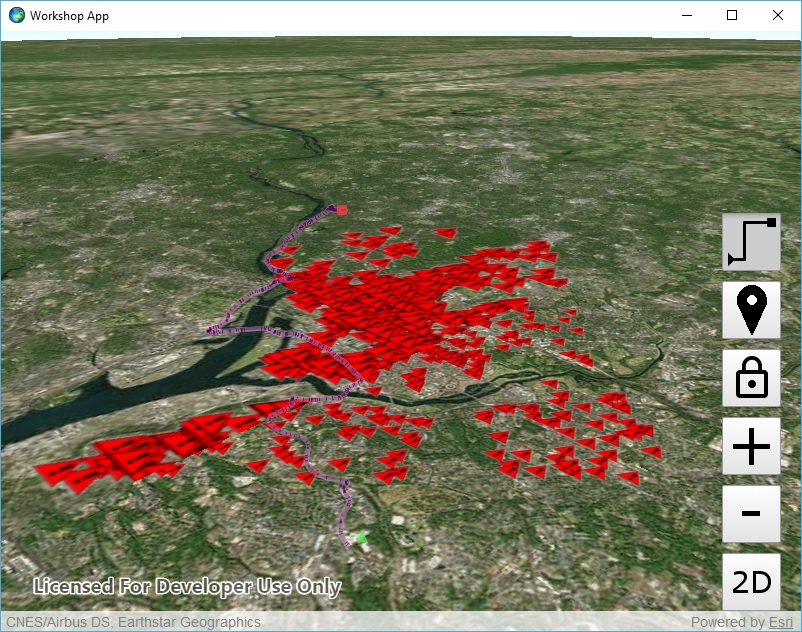 Workshop App
2D
Licensed For Developer Use Only
CNES/Airbus DS, Earthstar Geographics
Powered by Esri